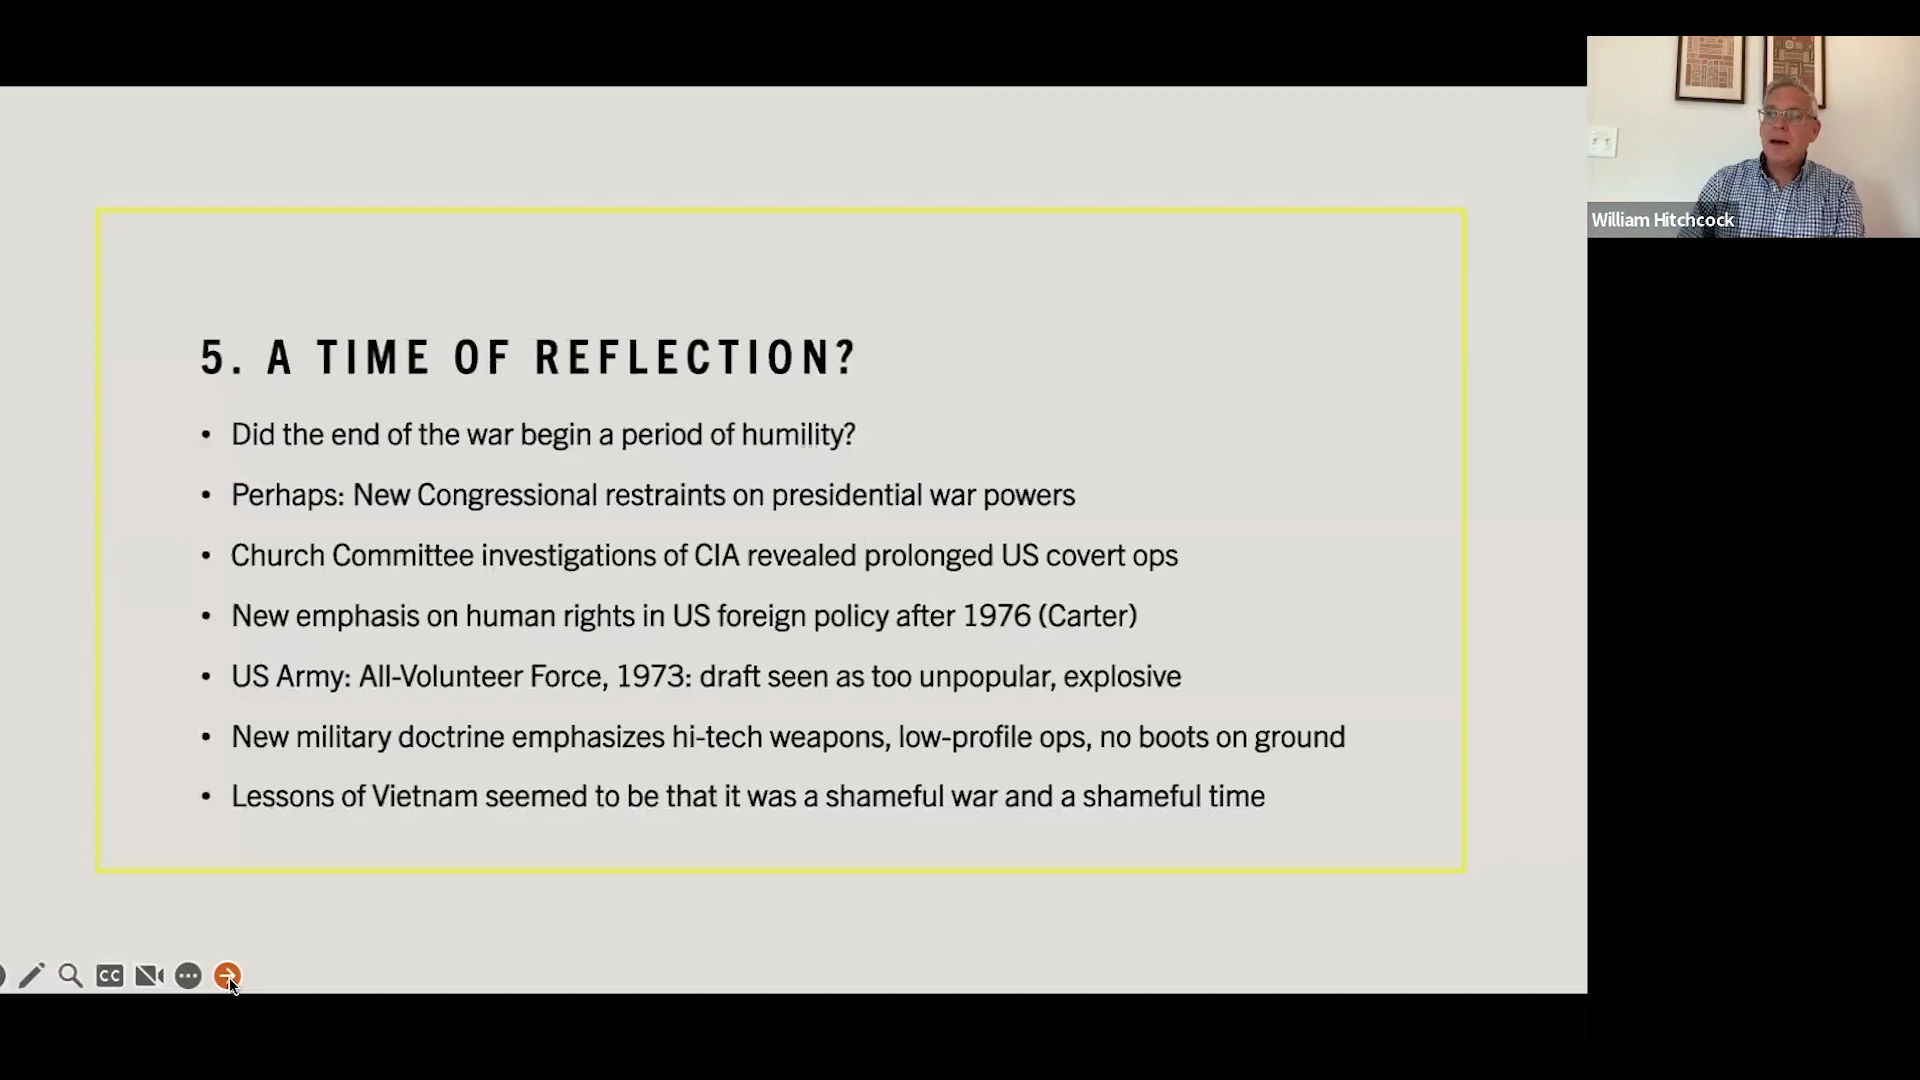 William Hitchcock
5. A TIME OF REFLECTION?
• Did the end of the war begin a period of humility?
• Perhaps: New Congressional restraints on presidential war powers
• Church Committee investigations of CIA revealed prolonged US covert ops
• New emphasis on human rights in US foreign policy after 1976 (Carter)
• US Army: All-Volunteer Force, 1973: draft seen as too unpopular, explosive
• New military doctrine emphasizes hi-tech weapons, low-profile ops, no boots on ground
• Lessons of Vietnam seemed to be that it was a shameful war and a shameful time
CC